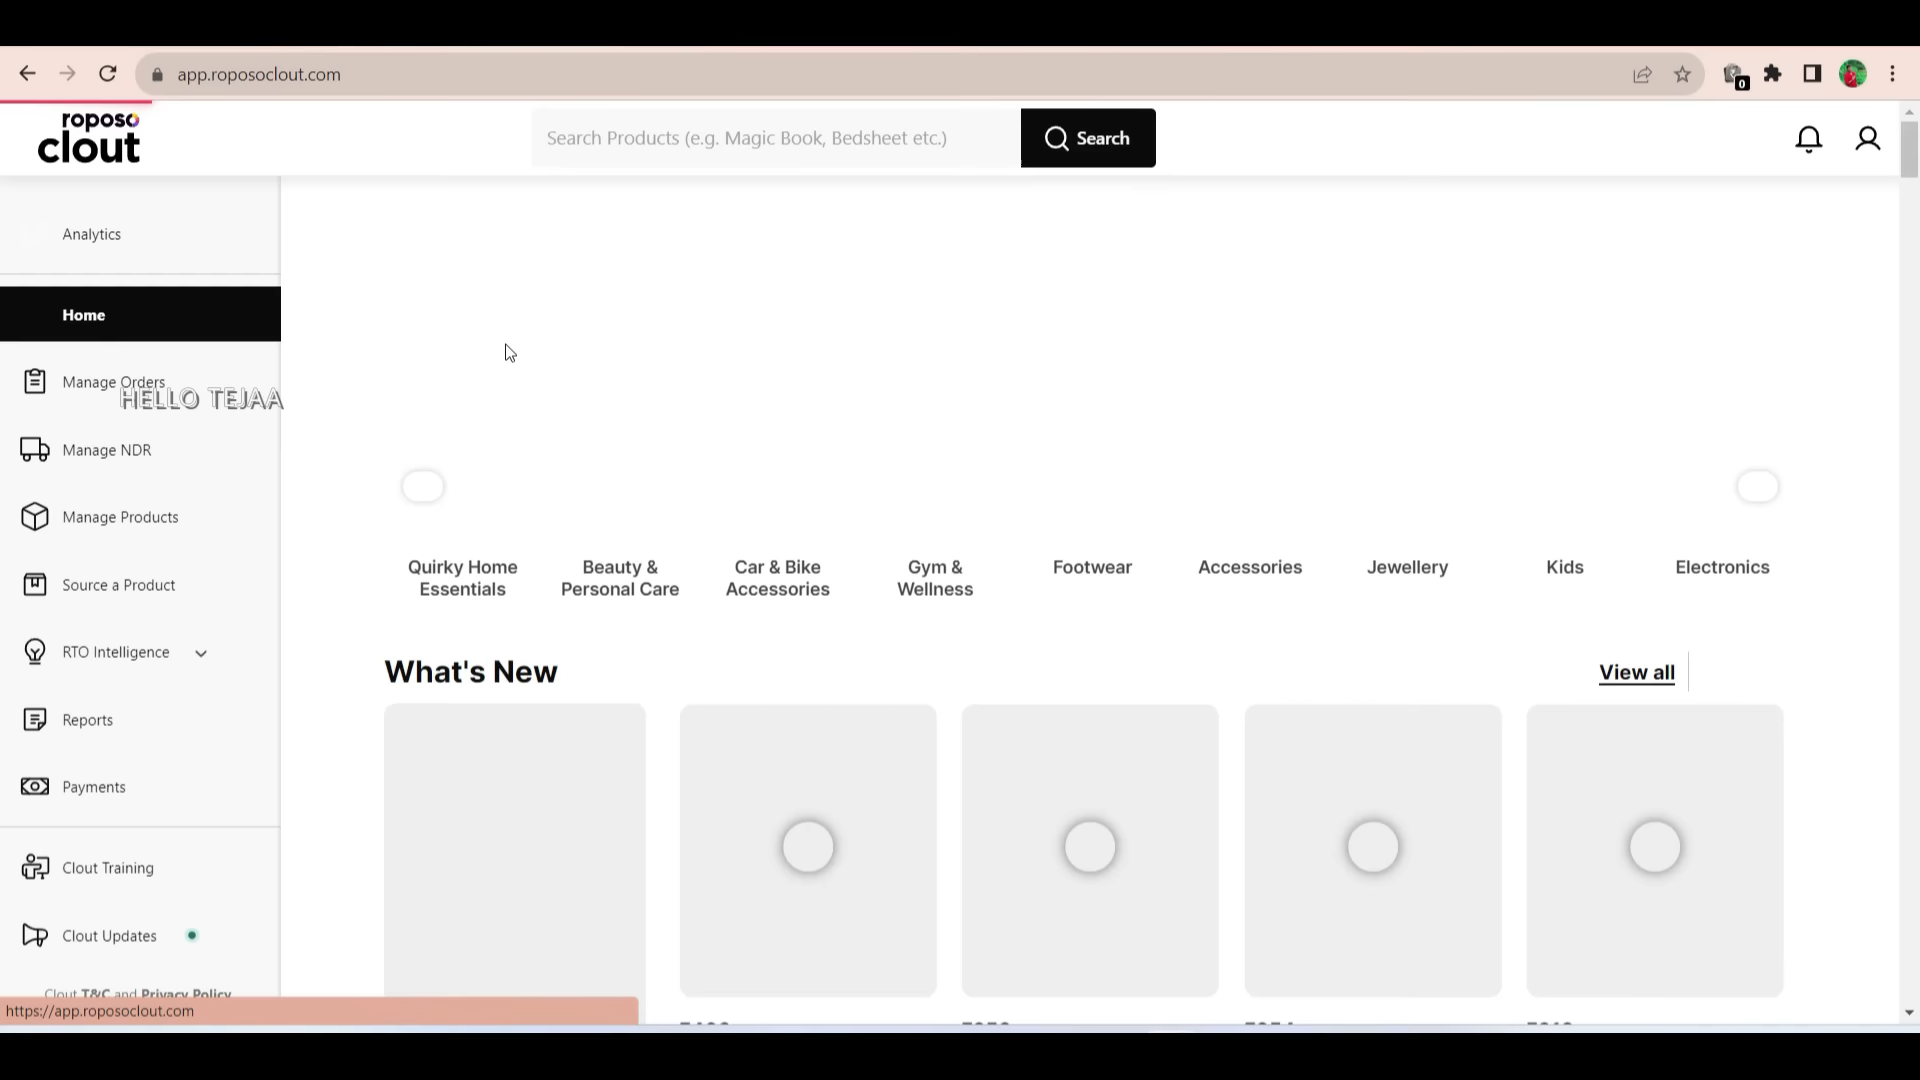 app.roposoclout.com
0
roposo
clout
Search Products (e.g. Magic Book, Bedsheet etc.)
Search
Analytics
Home
Manage Orders
HELLO TEJAA
Manage NDR
Manage Products
Source a Product
RTO Intelligence
Reports
Payments
Clout Training
Clout Updates
Clout T&C and Privacy Policy
https://app.roposoclout.com
Quirky Home
Essentials
Beauty &
Personal Care
Car & Bike
Accessories
Gym &
Wellness
Footwear
Accessories
Jewellery
Kids
Electronics
What's New
View all